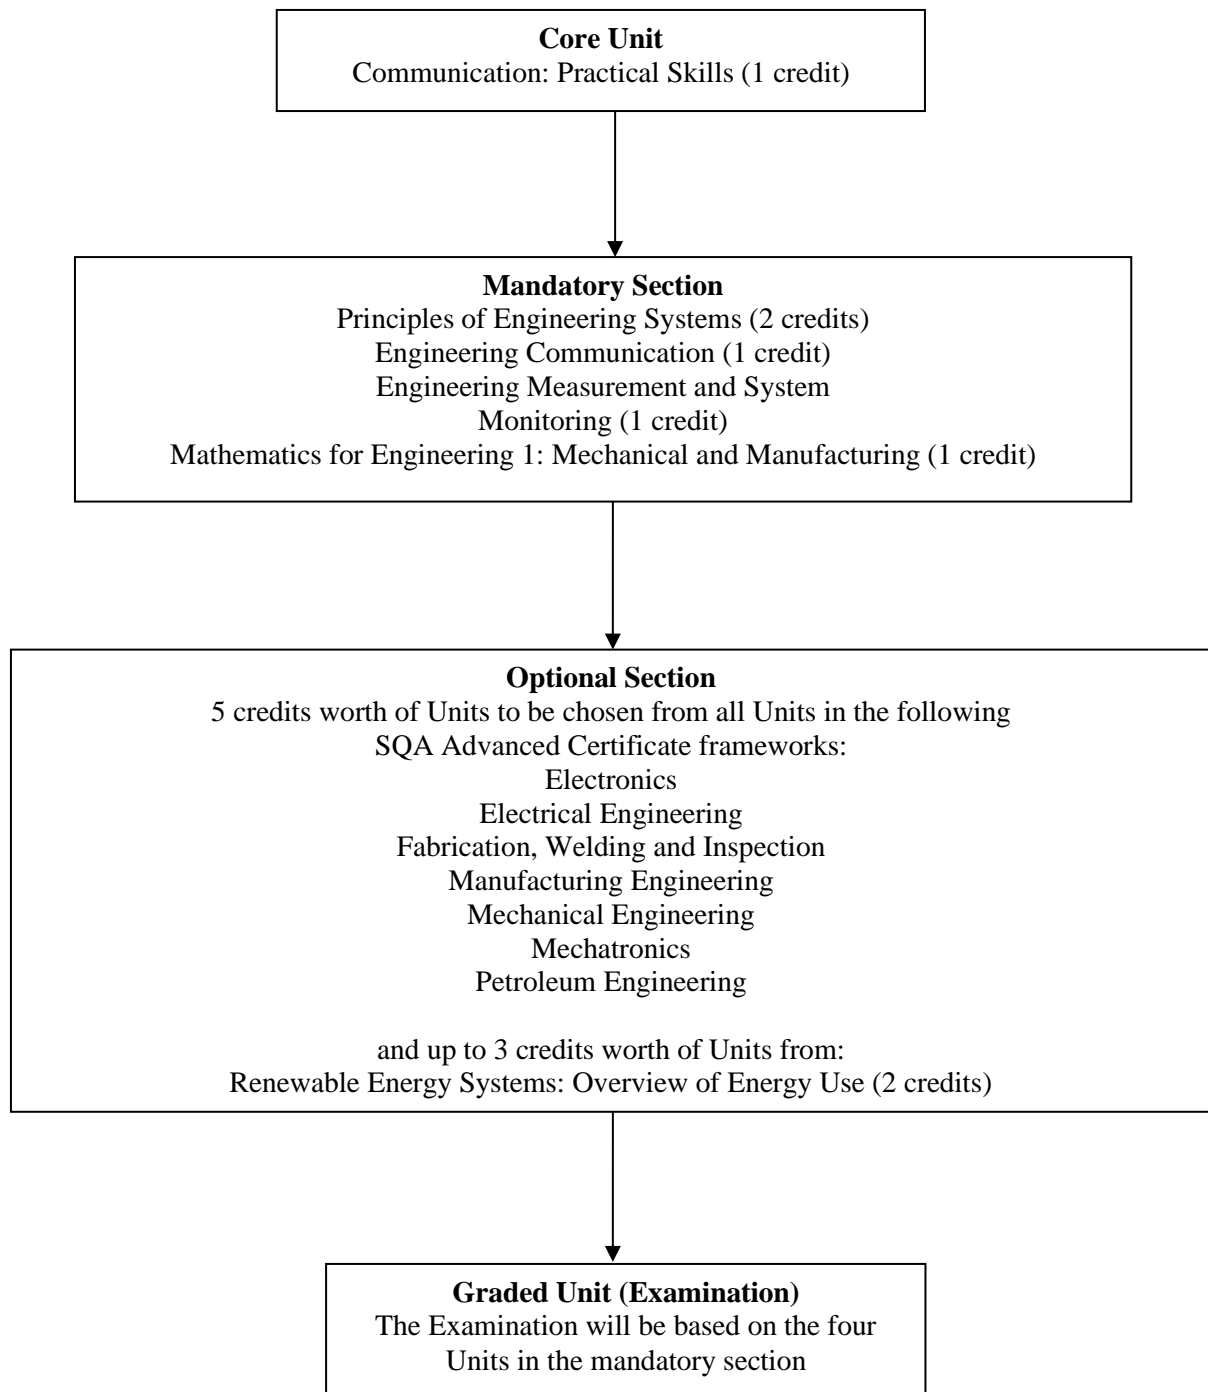 Core Unit
Communication: Practical Skills (1 credit)
Mandatory Section
Principles of Engineering Systems (2 credits)
Engineering Communication (1 credit)
Engineering Measurement and System
Monitoring (1 credit)
Mathematics for Engineering 1: Mechanical and Manufacturing (1 credit)
Optional Section
5 credits worth of Units to be chosen from all Units in the following
SQA Advanced Certificate frameworks:
Electronics
Electrical Engineering
Fabrication, Welding and Inspection
Manufacturing Engineering
Mechanical Engineering
Mechatronics
Petroleum Engineering
and up to 3 credits worth of Units from:
Renewable Energy Systems: Overview of Energy Use (2 credits)
Graded Unit (Examination)
The Examination will be based on the four
Units in the mandatory section